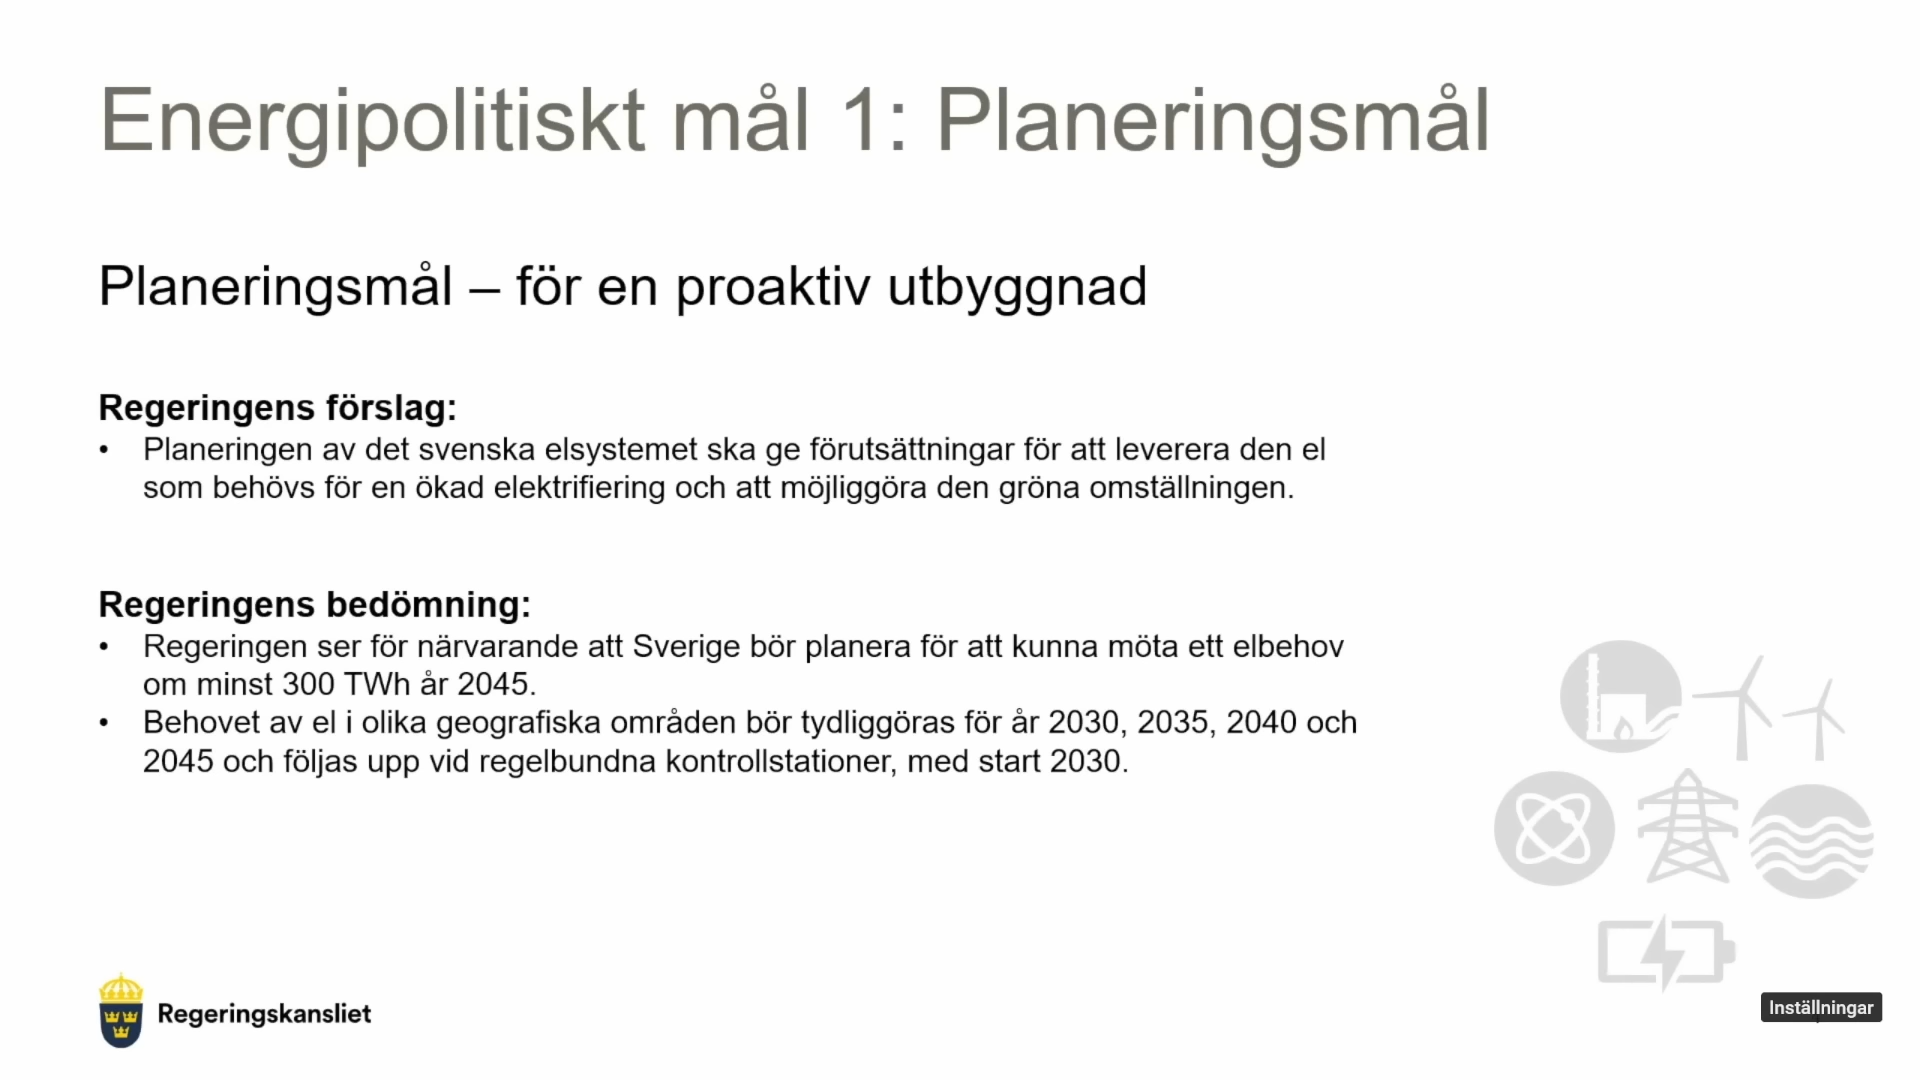 Energipolitiskt mål 1: Planeringsmål
Planeringsmål – för en proaktiv utbyggnad
Regeringens förslag:
• Planeringen av det svenska elsystemet ska ge förutsättningar för att leverera den el
som behövs för en ökad elektrifiering och att möjliggöra den gröna omställningen.
Regeringens bedömning:
• Regeringen ser för närvarande att Sverige bör planera för att kunna möta ett elbehov
om minst 300 TWh år 2045.
• Behovet av el i olika geografiska områden bör tydliggöras för år 2030, 2035, 2040 och
2045 och följas upp vid regelbundna kontrollstationer, med start 2030.
Regeringskansliet
Inställningar